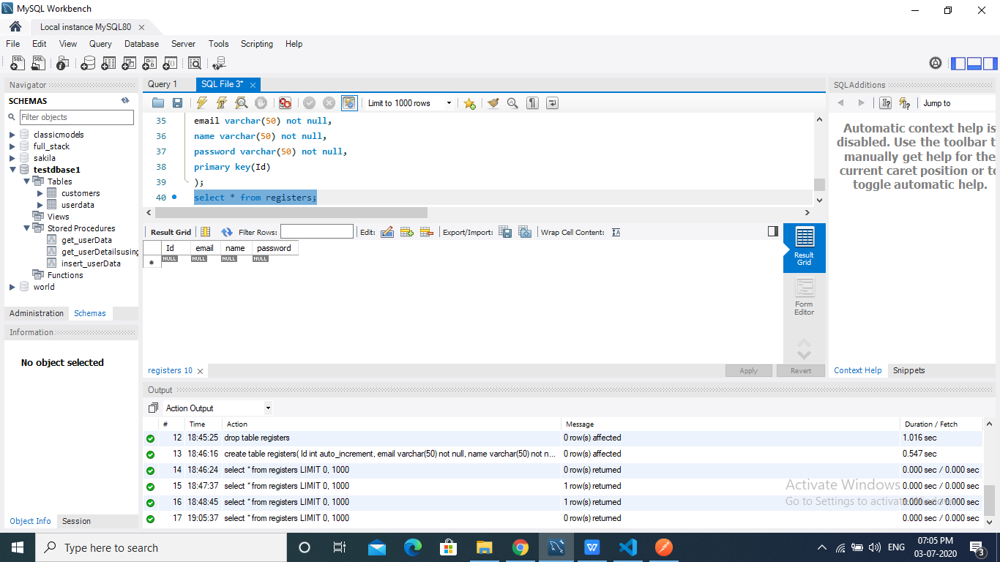 MySQL Workbench
Local instance MySQL80
File Edit View Query Database Server Tools Scripting Help
Navigator
SCHEMAS
Filter objects
classicmodels
full_stack
sakila
testdbase1
Tables
customers
userdata
Views
Stored Procedures
get_userData
get_userDetailsusing
insert_userData
Functions
world
Administration Schemas
Information
No object selected
Object Info Session
Query 1 SQL File 3*
Limit to 1000 rows
35 email varchar(50) not null,
36 name varchar(50) not null,
37 password varchar(50) not null,
38 primary key(Id)
39 );
40 select * from registers;
Result Grid Filter Rows: Edit: Export/Import: Wrap Cell Content:
Id email name password
NULL NULL NULL NULL
Result
Grid
Form
Editor
registers 10 Apply Revert
SQLAdditions
Jump to
Automatic context help is
disabled. Use the toolbar t
manually get help for the
current caret position or to
toggle automatic help.
Context Help Snippets
Output
Action Output
# Time Action Message Duration / Fetch
12 18:45:25 drop table registers 0 row(s) affected 1.016 sec
13 18:46:16 create table registers( Id int auto_increment, email varchar(50) not null, name varchar(50) not n... 0 row(s) affected 0.547 sec
14 18:46:24 select * from registers LIMIT 0, 1000 0 row(s) returned 0.000 sec / 0.000 sec
15 18:47:37 select * from registers LIMIT 0, 1000 1 row(s) returned 0.000 sec / 0.000 sec
16 18:48:45 select * from registers LIMIT 0, 1000 1 row(s) returned 0.000 sec / 0.000 sec
17 19:05:37 select * from registers LIMIT 0, 1000 0 row(s) returned 0.000 sec / 0.000 sec
Activate Windows
Go to Settings to activate Windows.
Type here to search
ENG
07:05 PM
03-07-2020
3